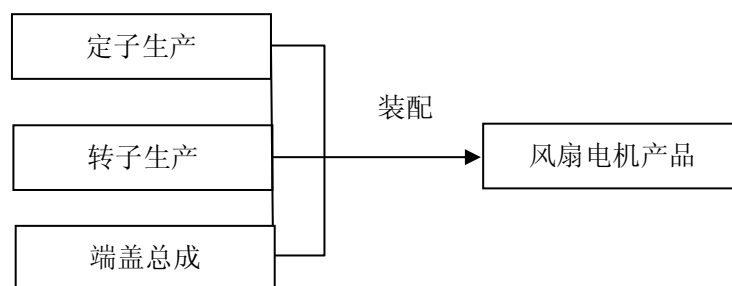 定子生产
装配
转子生产
风扇电机产品
端盖总成